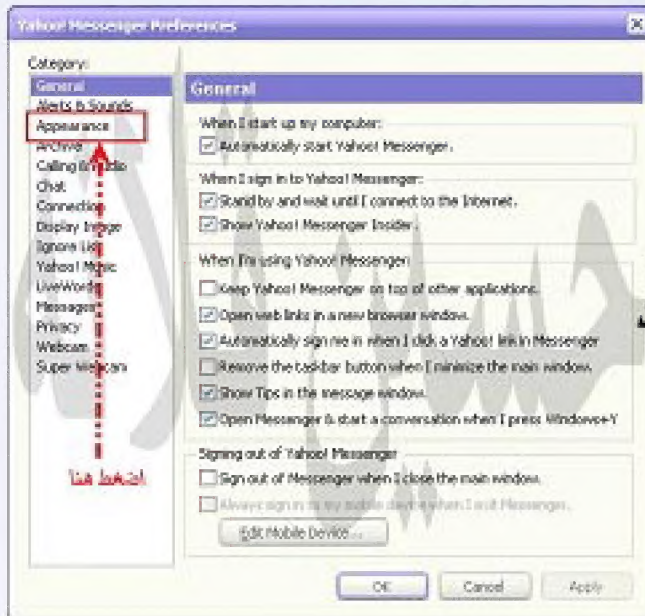 Yahoo! Messenger Preferences
Category:
General
Alerts & Sounds
Appearance
Archive
Calling & Audio
Chat
Connection
Display Image
Ignore List
Yahoo! Music
LiveWords
Messages
Privacy
Webcam
Super Webcam
اضغط هنا
General
When I start up my computer:
Automatically start Yahoo! Messenger.
When I sign in to Yahoo! Messenger:
Stand by and wait until I connect to the Internet.
Show Yahoo! Messenger Insider.
When I'm using Yahoo! Messenger:
Keep Yahoo! Messenger on top of other applications.
Open web links in a new browser window.
Automatically sign me in when I click a Yahoo! link in Messenger
Remove the taskbar button when I minimize the main window.
Show Tips in the message window.
Open Messenger & start a conversation when I press Windows+Y
Signing out of Yahoo! Messenger
Sign out of Messenger when I close the main window.
Always sign in to my mobile device when I exit Messenger.
Edit Mobile Device...
OK
Cancel
Apply